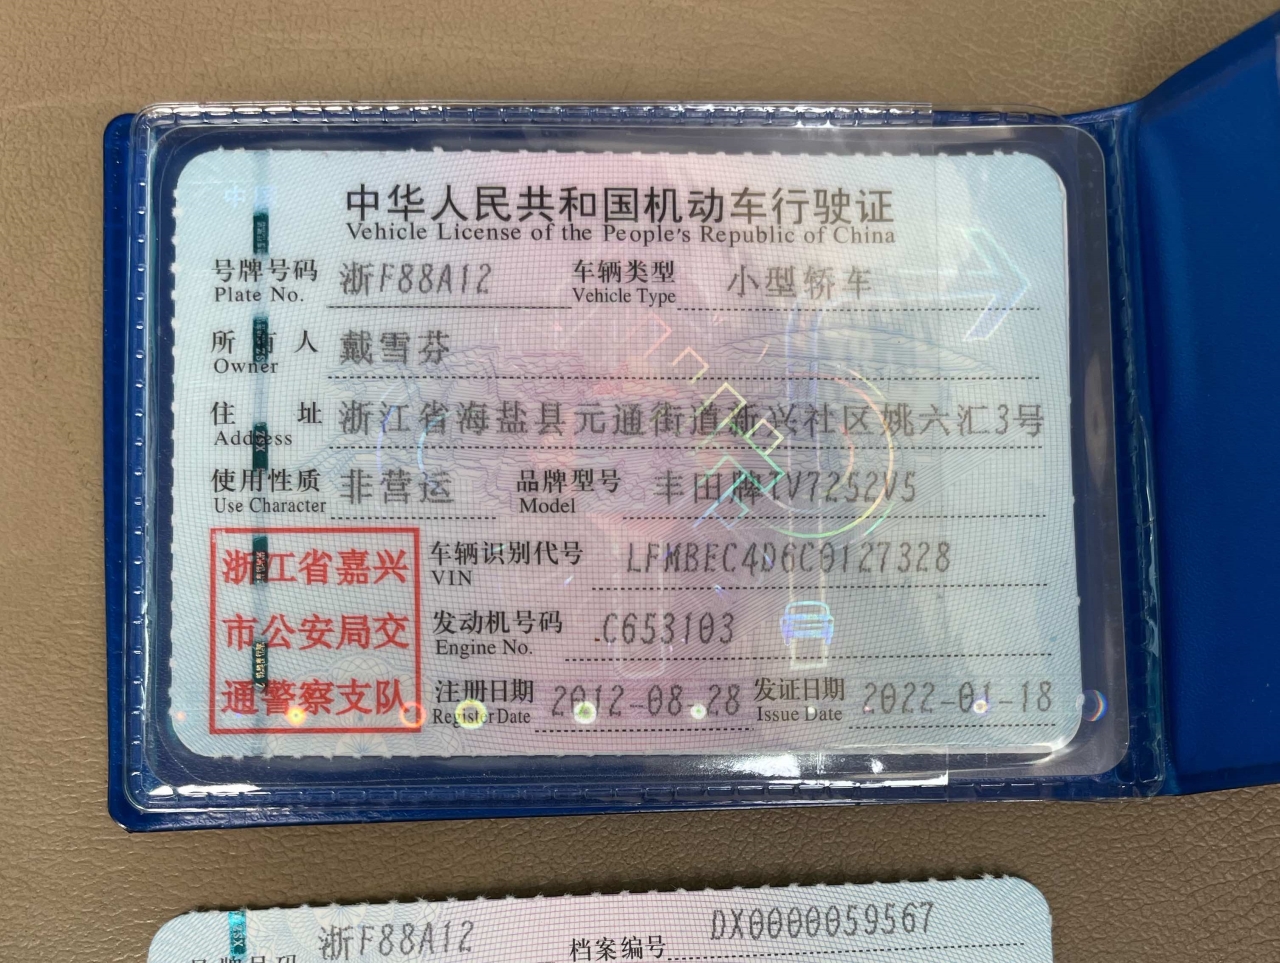 中华人民共和国机动车行驶证
Vehicle License of the People's Republic of China
号牌号码 浙F88A12 车辆类型 小型轿车
Plate No. Vehicle Type
所有人 戴雪芬
Owner
住址 浙江省海盐县元通街道新兴社区姚六汇3号
Address
使用性质 非营运 品牌型号 丰田牌TV7252V5
Use Character Model
浙江省嘉兴
市公安局交
通警察支队
车辆识别代号 LFMBEC4D6C0127328
VIN
发动机号码 C653103
Engine No.
注册日期 2012-08-28 发证日期 2022-01-18
Register Date Issue Date
号牌号码 浙F88A12 档案编号 DX0000059567